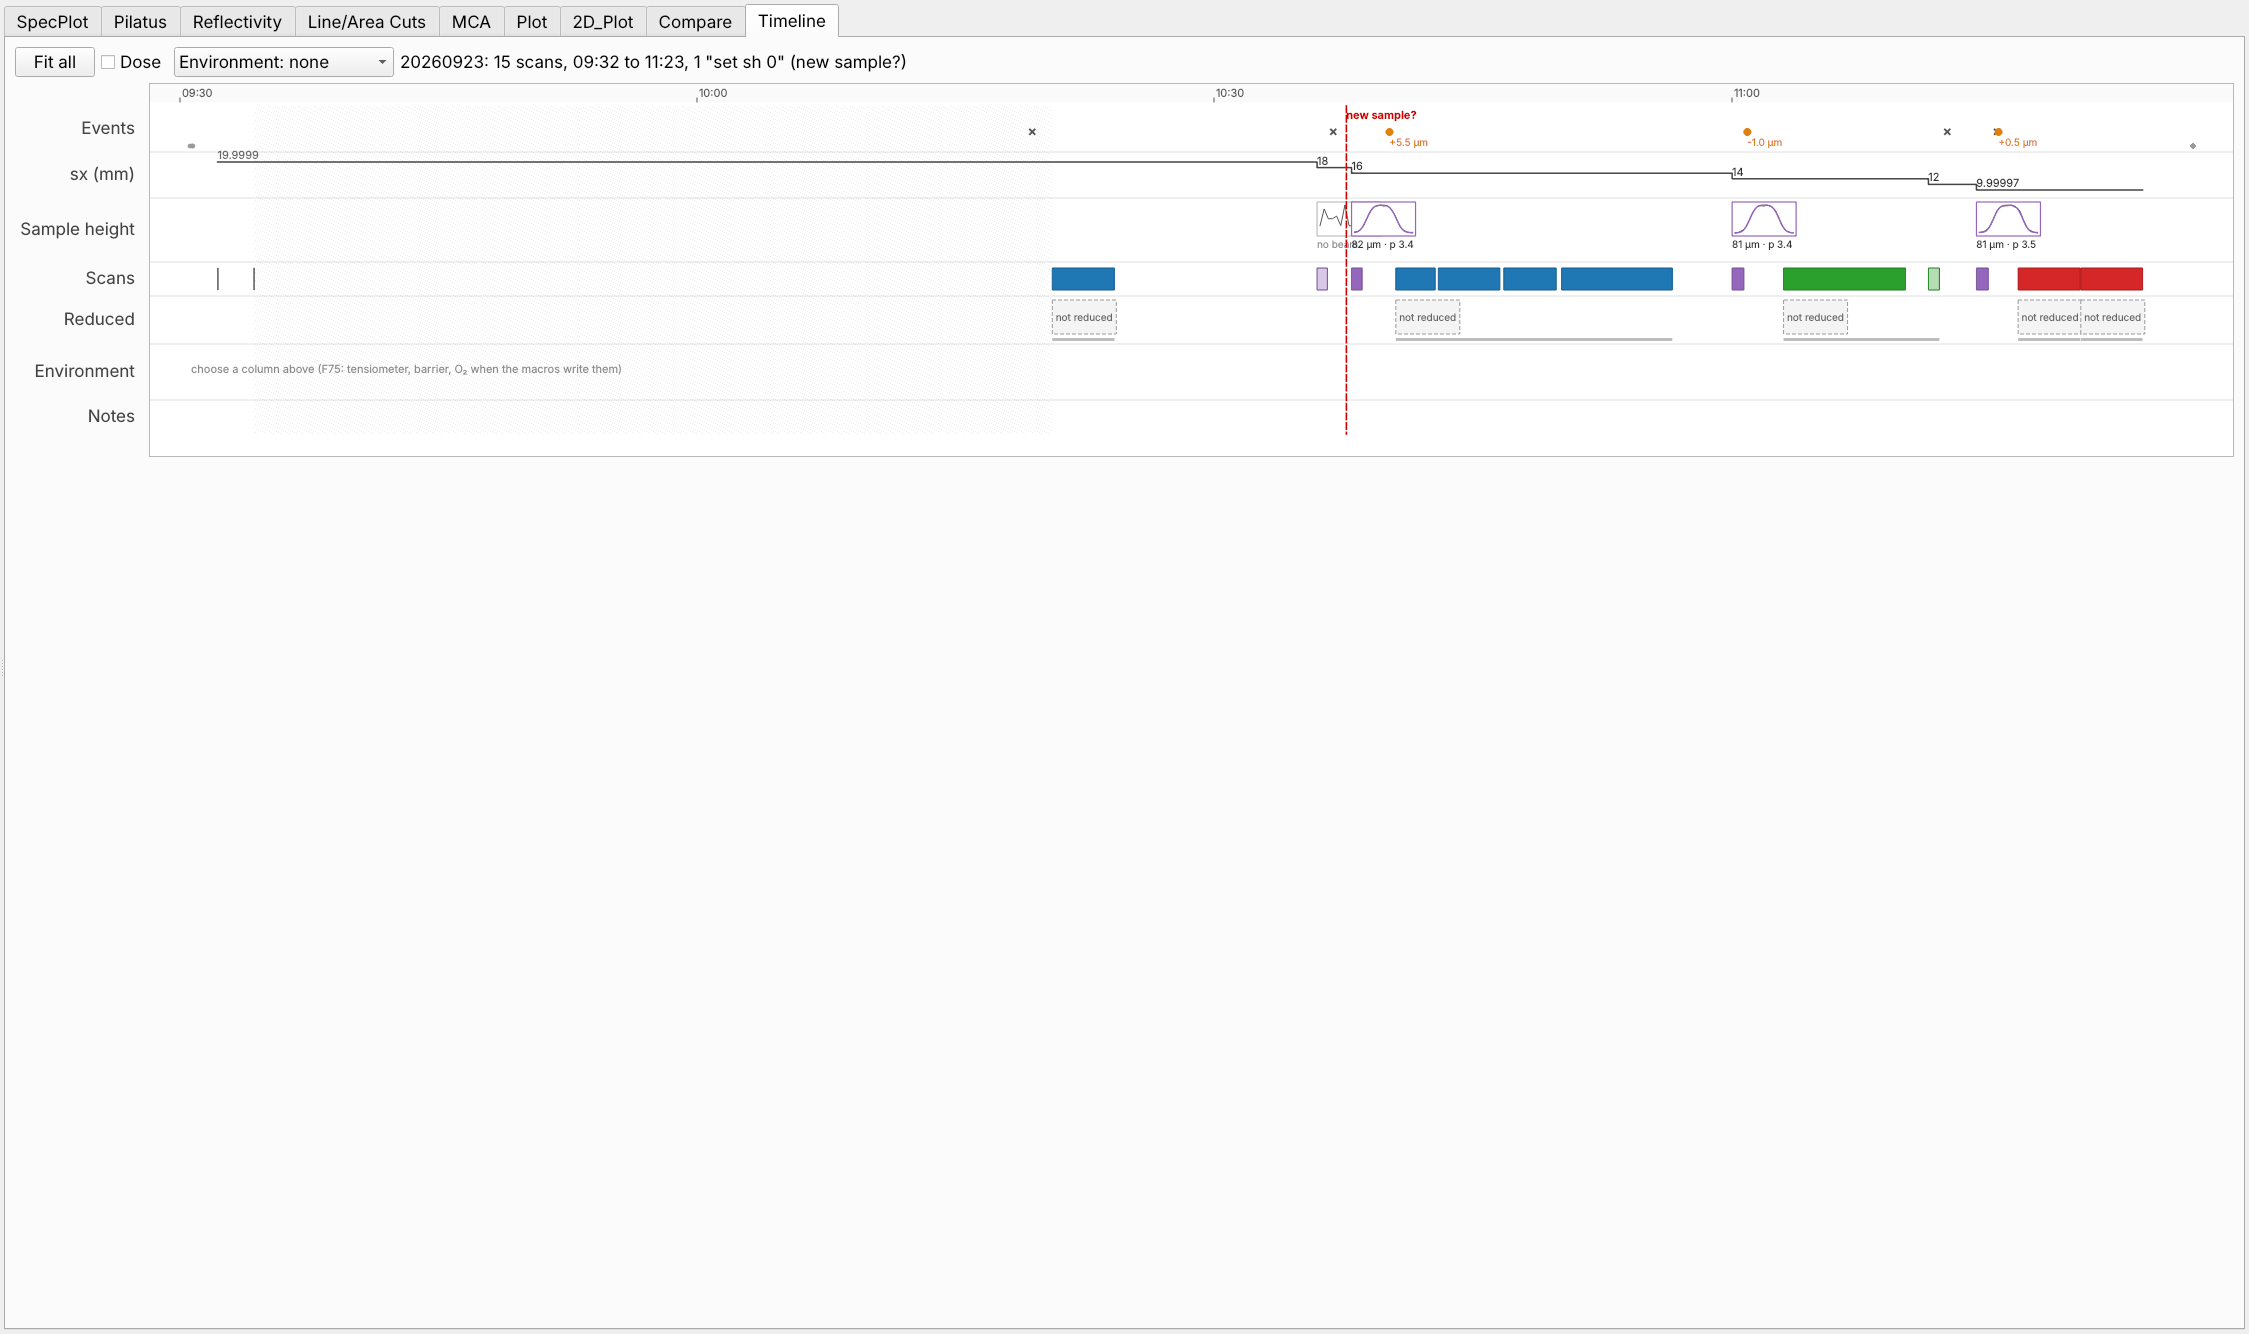 SpecPlot Pilatus Reflectivity Line/Area Cuts MCA Plot 2D_Plot Compare Timeline
Fit all Dose Environment: none 20260923: 15 scans, 09:32 to 11:23, 1 "set sh 0" (new sample?)
09:30 10:00 10:30 11:00
Events
new sample?
+5.5 µm -1.0 µm +0.5 µm
sx (mm)
19.9999 18 16 14 12 9.99997
Sample height
no 82 µm · p 3.4 81 µm · p 3.4 81 µm · p 3.5
Scans
Reduced
not reduced not reduced not reduced not reduced not reduced
Environment
choose a column above (F75: tensiometer, barrier, O₂ when the macros write them)
Notes